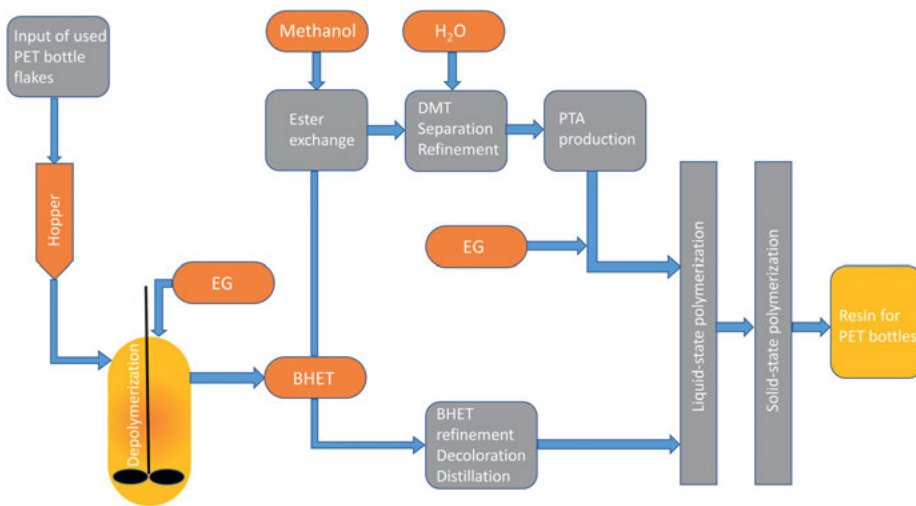 Input of used
PET bottle
flakes
Methanol
H₂O
Ester
exchange
DMT
Separation
Refinement
PTA
production
Hopper
EG
EG
Depolymerization
BHET
BHET
refinement
Decoloration
Distillation
Liquid-state polymerization
Solid-state polymerization
Resin for
PET bottles